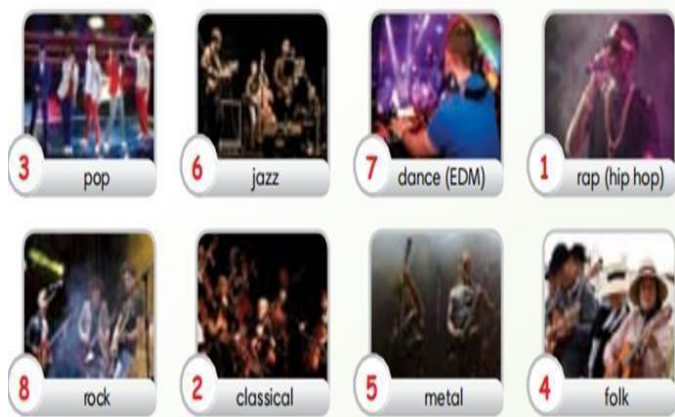 3 pop
6 jazz
7 dance (EDM)
1 rap (hip hop)
8 rock
2 classical
5 metal
4 folk